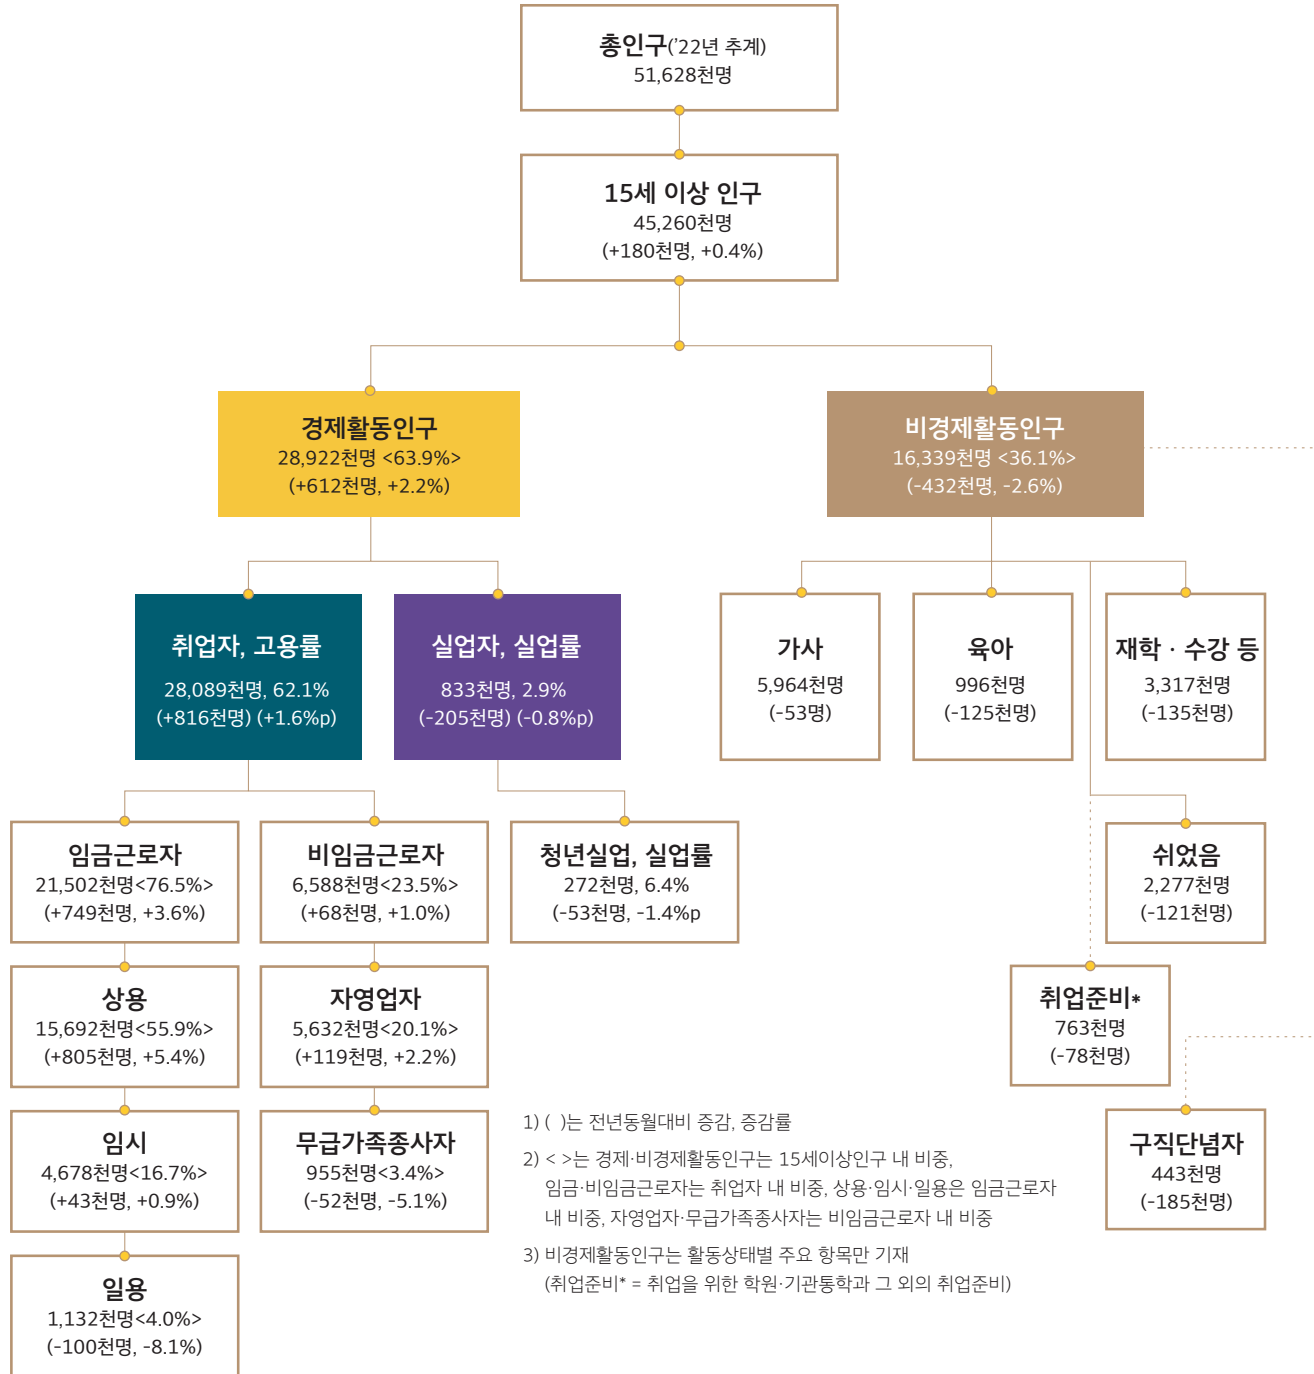 총인구('22년 추계)
51,628천명
15세 이상 인구
45,260천명
(+180천명, +0.4%)
경제활동인구
28,922천명 <63.9%>
(+612천명, +2.2%)
비경제활동인구
16,339천명 <36.1%>
(-432천명, -2.6%)
취업자, 고용률
28,089천명, 62.1%
(+816천명) (+1.6%p)
실업자, 실업률
833천명, 2.9%
(-205천명) (-0.8%p)
가사
5,964천명
(-53명)
육아
996천명
(-125천명)
재학 · 수강 등
3,317천명
(-135천명)
임금근로자
21,502천명<76.5%>
(+749천명, +3.6%)
비임금근로자
6,588천명<23.5%>
(+68천명, +1.0%)
청년실업, 실업률
272천명, 6.4%
(-53천명, -1.4%p
쉬었음
2,277천명
(-121천명)
상용
15,692천명<55.9%>
(+805천명, +5.4%)
자영업자
5,632천명<20.1%>
(+119천명, +2.2%)
취업준비*
763천명
(-78천명)
임시
4,678천명<16.7%>
(+43천명, +0.9%)
무급가족종사자
955천명<3.4%>
(-52천명, -5.1%)
구직단념자
443천명
(-185천명)
일용
1,132천명<4.0%>
(-100천명, -8.1%)
1) ( )는 전년동월대비 증감, 증감률
2) < >는 경제·비경제활동인구는 15세이상인구 내 비중,
임금·비임금근로자는 취업자 내 비중, 상용·임시·일용은 임금근로자
내 비중, 자영업자·무급가족종사자는 비임금근로자 내 비중
3) 비경제활동인구는 활동상태별 주요 항목만 기재
(취업준비* = 취업을 위한 학원·기관통학과 그 외의 취업준비)